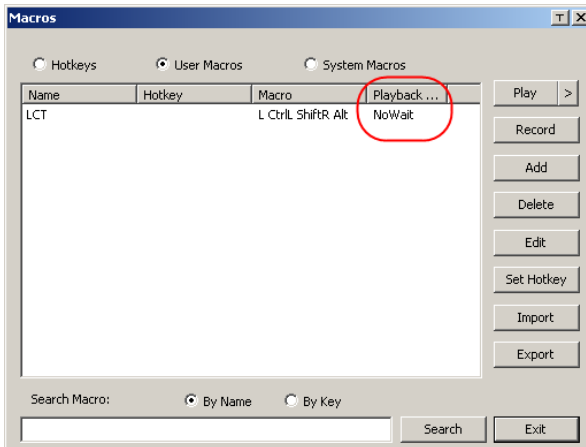 Macros
Hotkeys User Macros System Macros
Name Hotkey Macro Playback ... Play >
LCT L CtrlL ShiftR Alt NoWait
Record
Add
Delete
Edit
Set Hotkey
Import
Export
Search Macro: By Name By Key
Search Exit